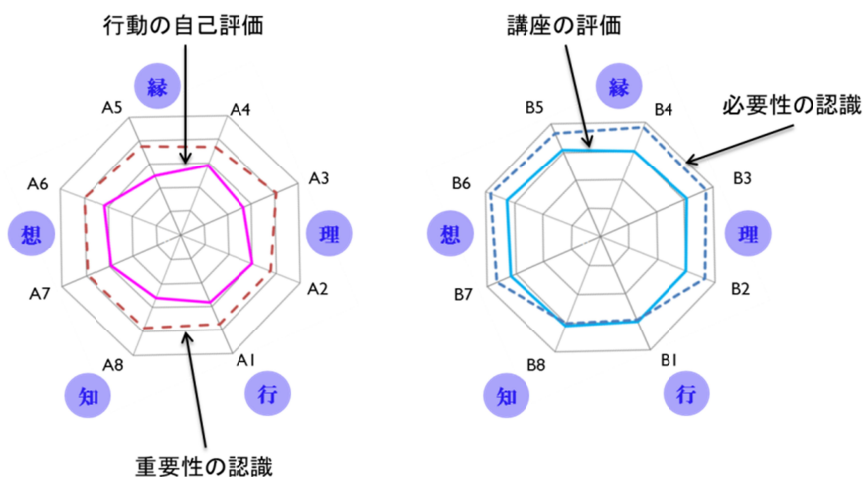 行動の自己評価
縁
A5
A4
A6
A3
想
理
A7
A2
A8
A1
知
行
重要性の認識
講座の評価
縁
必要性の認識
B5
B4
B6
B3
想
理
B7
B2
B8
B1
知
行